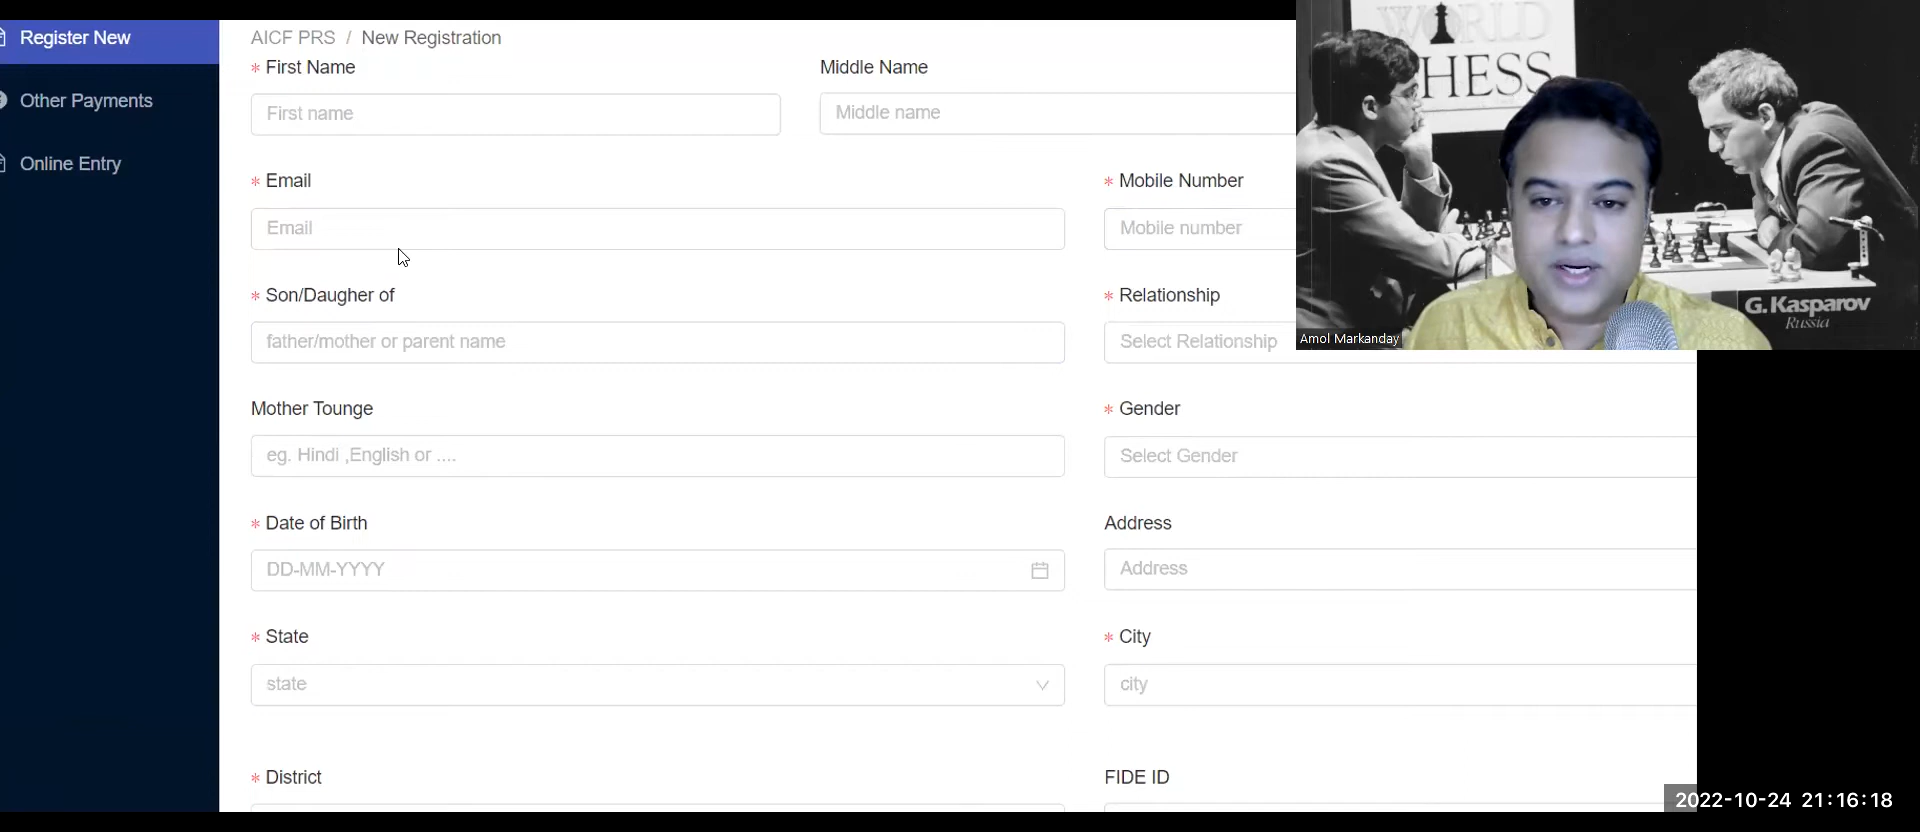 Register New
Other Payments
Online Entry
AICF PRS / New Registration
* First Name
First name
Middle Name
Middle name
* Email
Email
* Mobile Number
Mobile number
* Son/Daugher of
father/mother or parent name
* Relationship
Select Relationship
Mother Tounge
eg. Hindi ,English or ....
* Gender
Select Gender
* Date of Birth
DD-MM-YYYY
Address
Address
* State
state
* City
city
* District
FIDE ID
WORLD
CHESS
G. Kasparov
Russia
Amol Markanday
2022-10-24 21:16:18